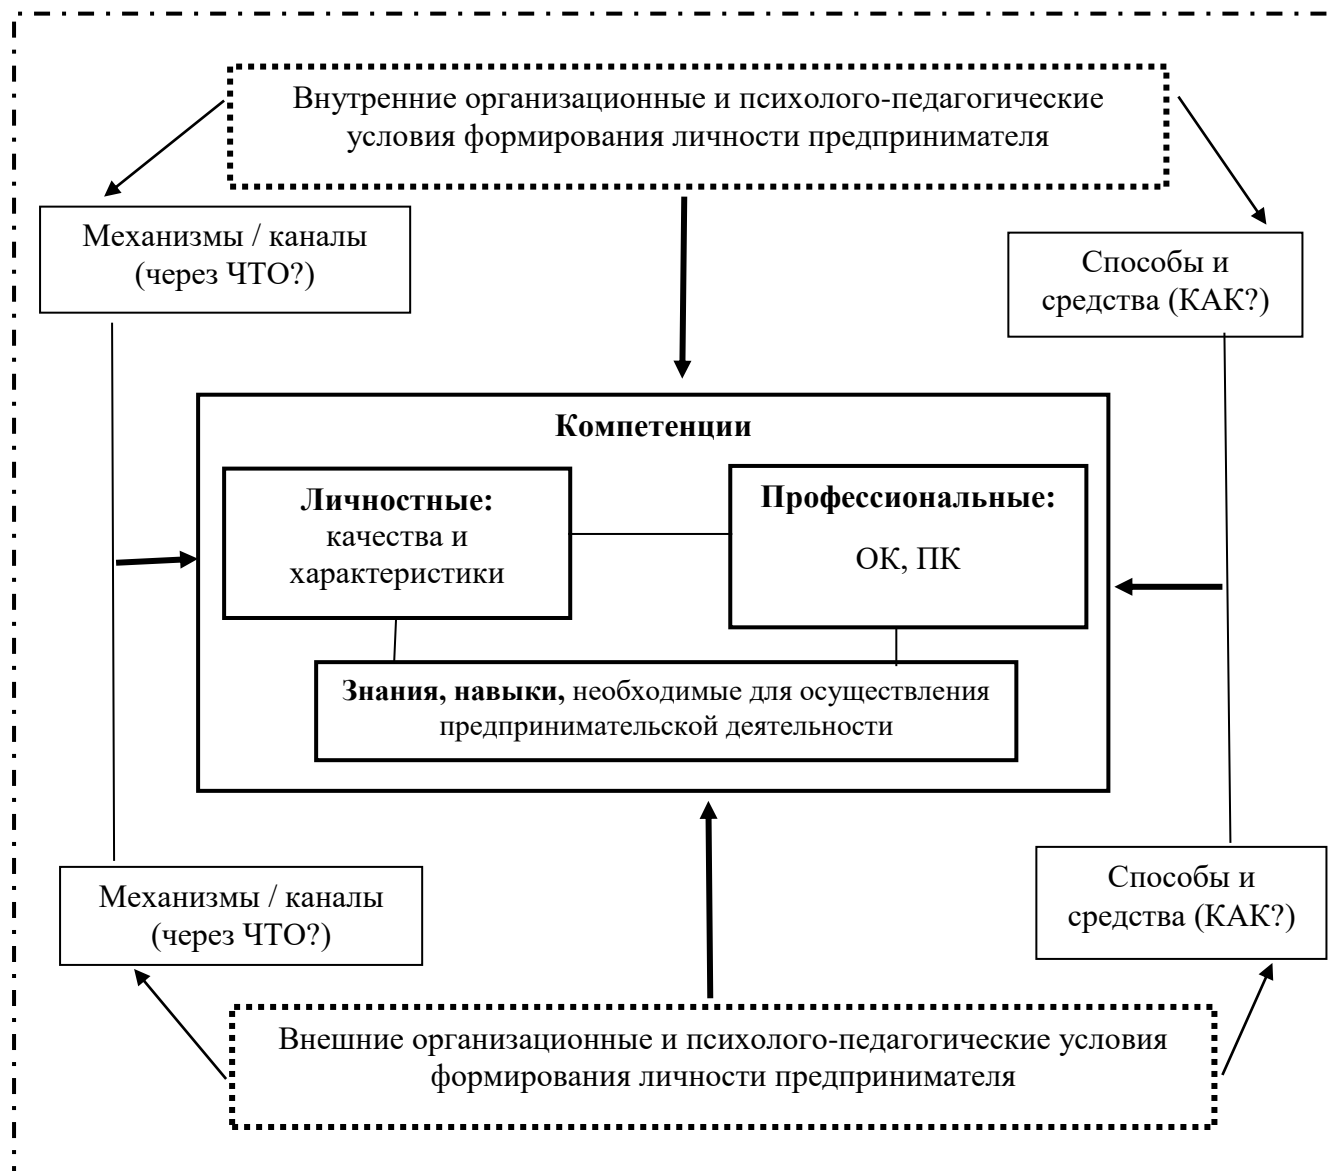 Внутренние организационные и психолого-педагогические
условия формирования личности предпринимателя
Механизмы / каналы
(через ЧТО?)
Способы и
средства (КАК?)
Компетенции
Личностные:
качества и
характеристики
Профессиональные:
ОК, ПК
Знания, навыки, необходимые для осуществления
предпринимательской деятельности
Механизмы / каналы
(через ЧТО?)
Способы и
средства (КАК?)
Внешние организационные и психолого-педагогические условия
формирования личности предпринимателя